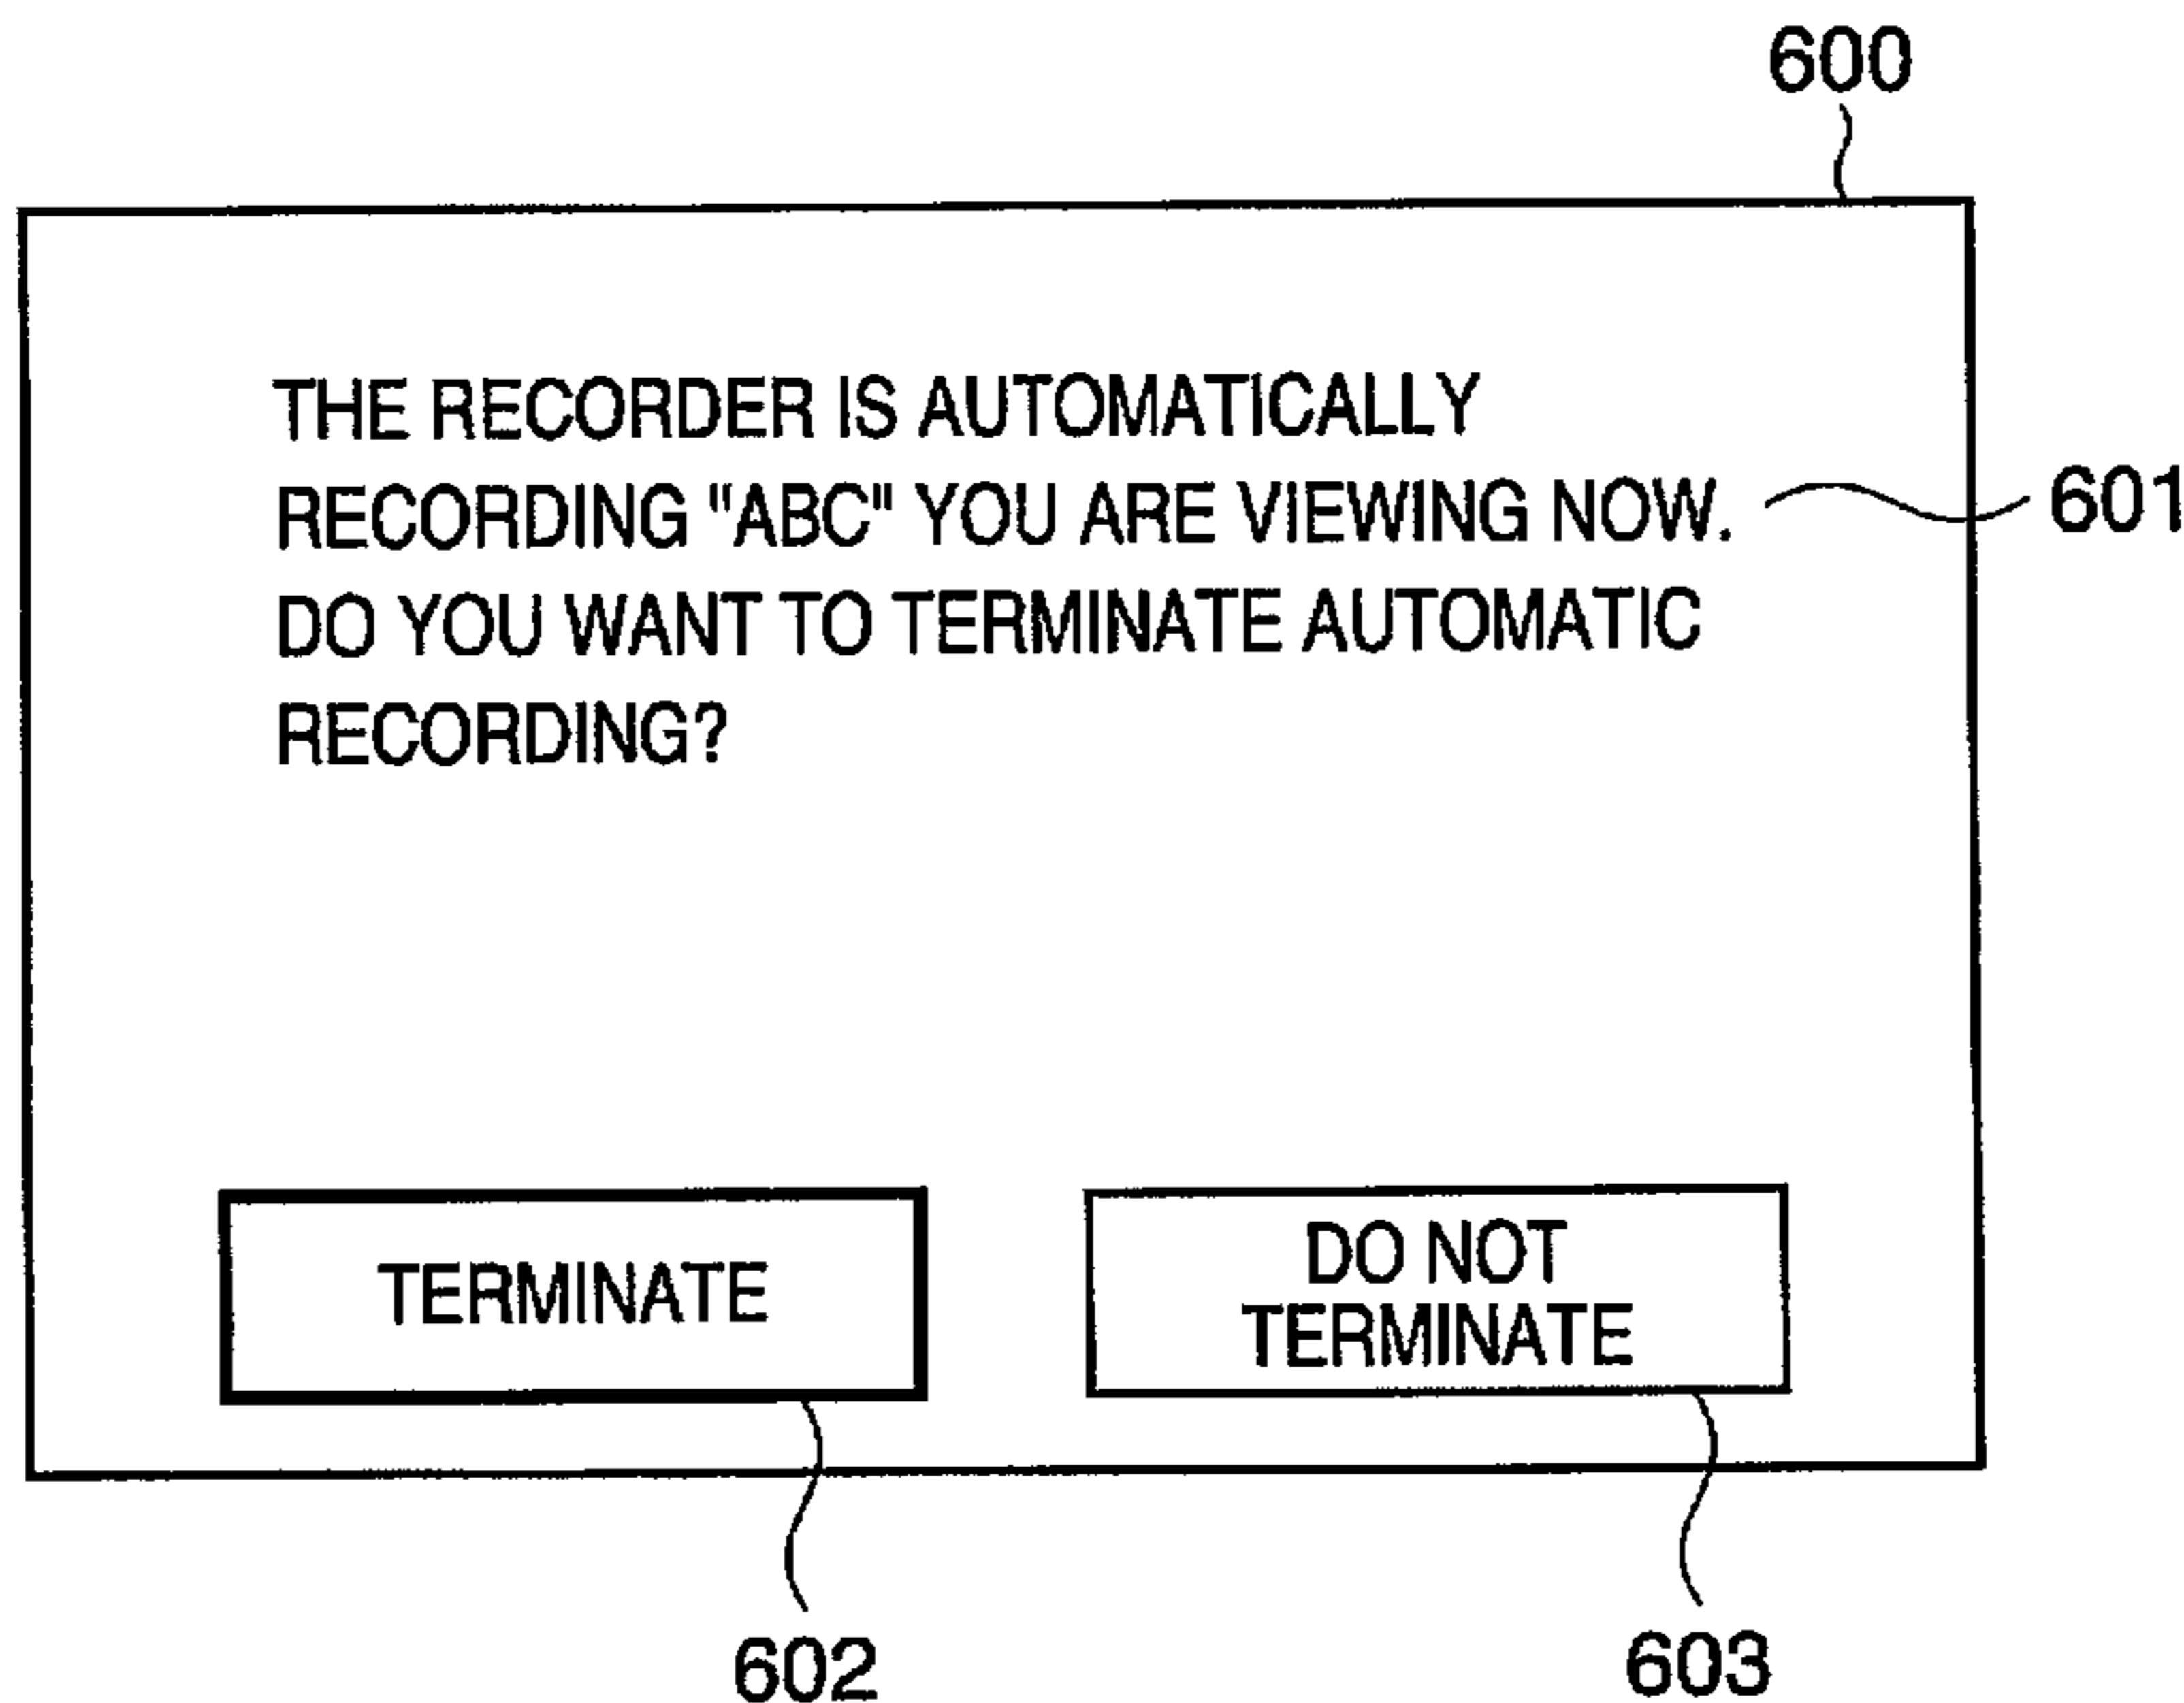 600
THE RECORDER IS AUTOMATICALLY
RECORDING "ABC" YOU ARE VIEWING NOW.
601
DO YOU WANT TO TERMINATE AUTOMATIC
RECORDING?
TERMINATE
DO NOT
TERMINATE
602
603